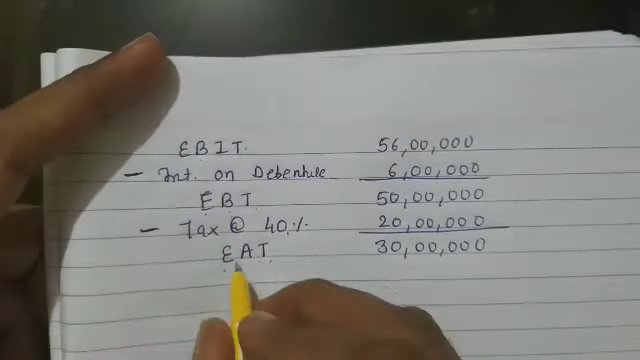 EBIT 56,00,000
- Int. on Debenture 6,00,000
EBT 50,00,000
- Tax @ 40% 20,00,000
EAT 30,00,000